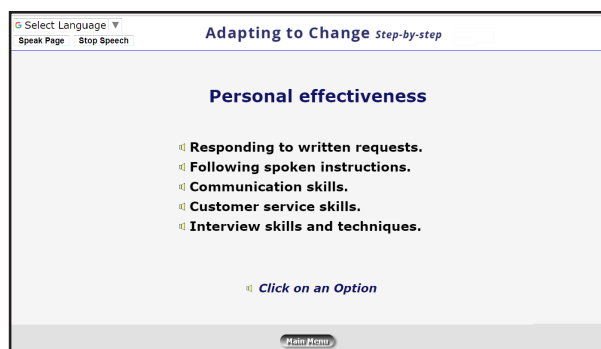 G Select Language ▼
Speak Page Stop Speech
Adapting to Change Step-by-step
Personal effectiveness
Responding to written requests.
Following spoken instructions.
Communication skills.
Customer service skills.
Interview skills and techniques.
Click on an Option
Main Menu